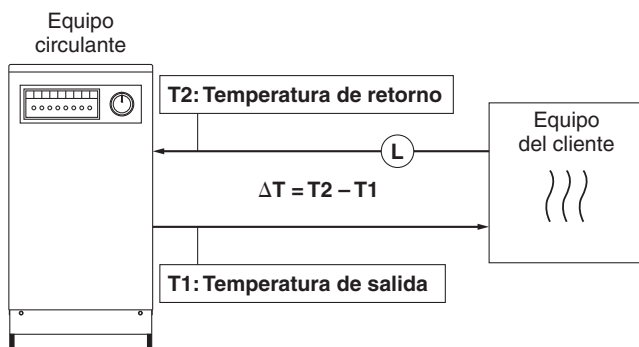 Equipo
circulante
T2: Temperatura de retorno
Equipo
del cliente
L
ΔT = T2 – T1
T1: Temperatura de salida